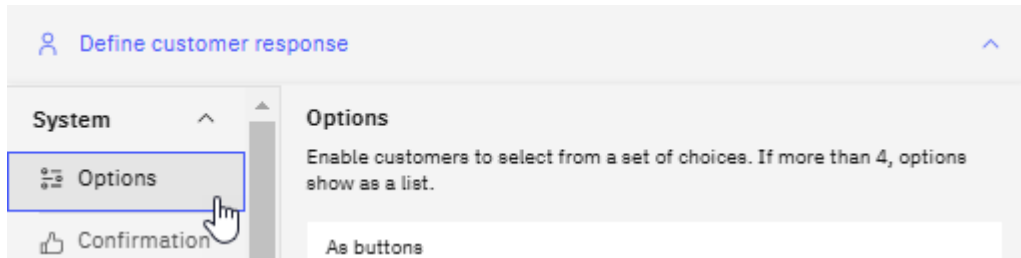 Define customer response
System
Options
Confirmation
Options
Enable customers to select from a set of choices. If more than 4, options
show as a list.
As buttons